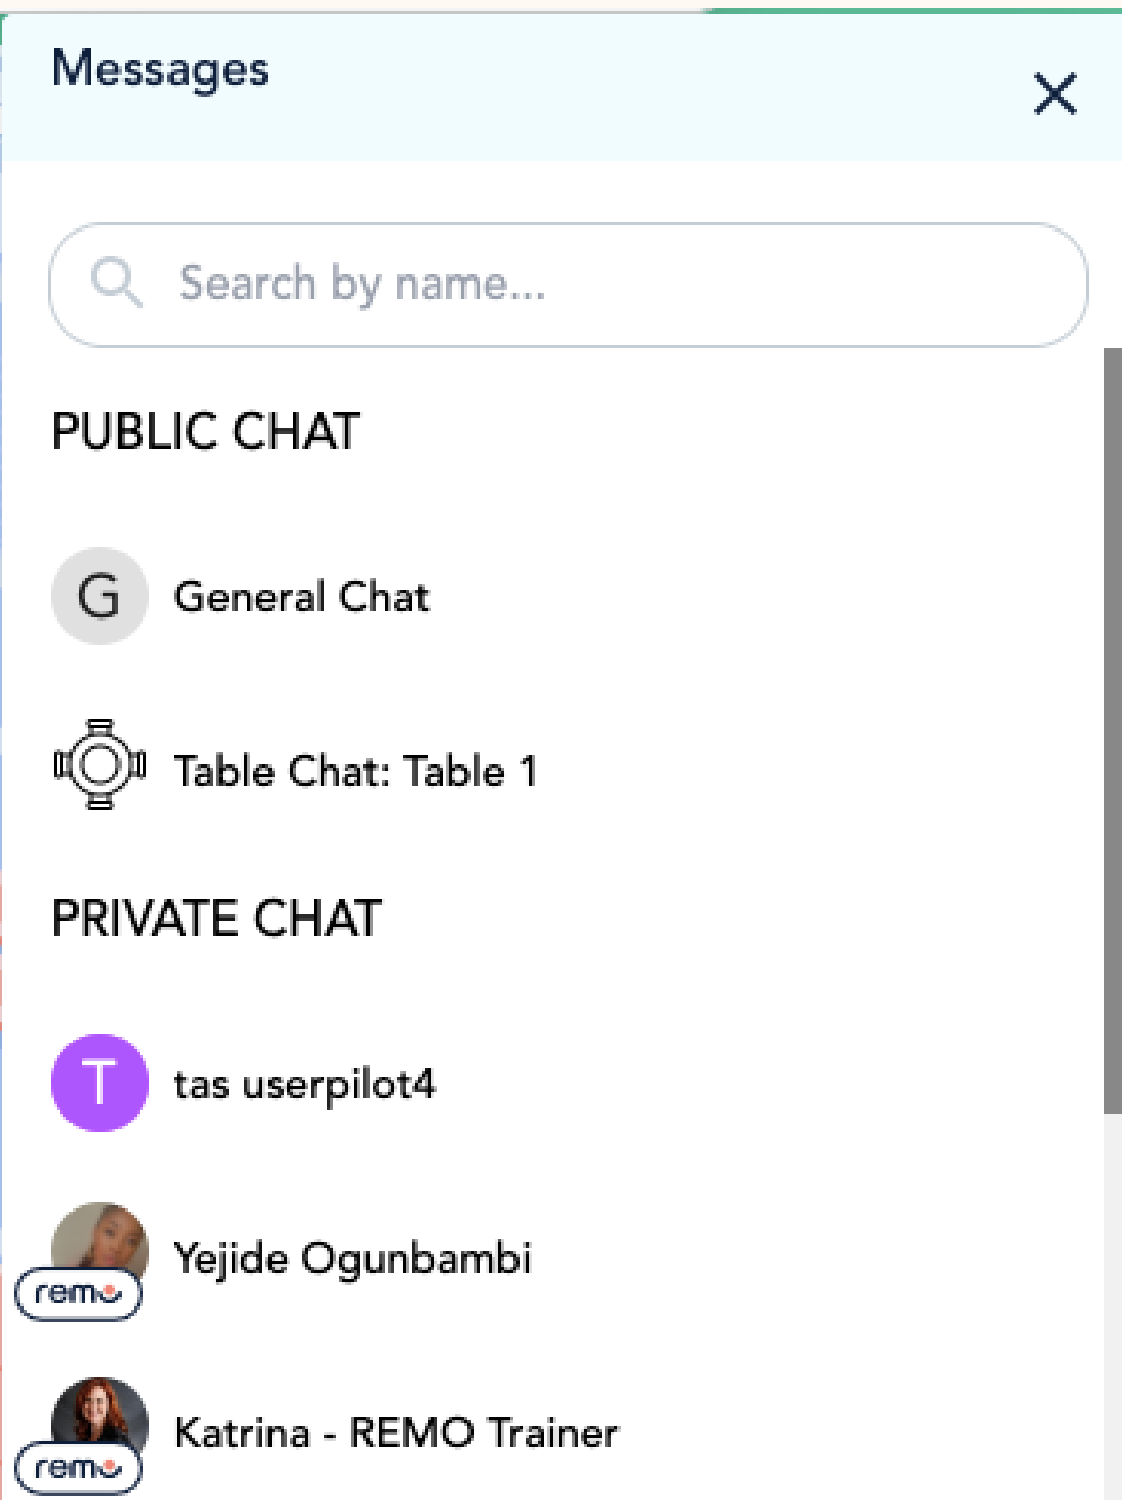 Messages
Search by name...
PUBLIC CHAT
G General Chat
Table Chat: Table 1
PRIVATE CHAT
T tas userpilot4
Yejide Ogunbambi
remo
Katrina - REMO Trainer
remo